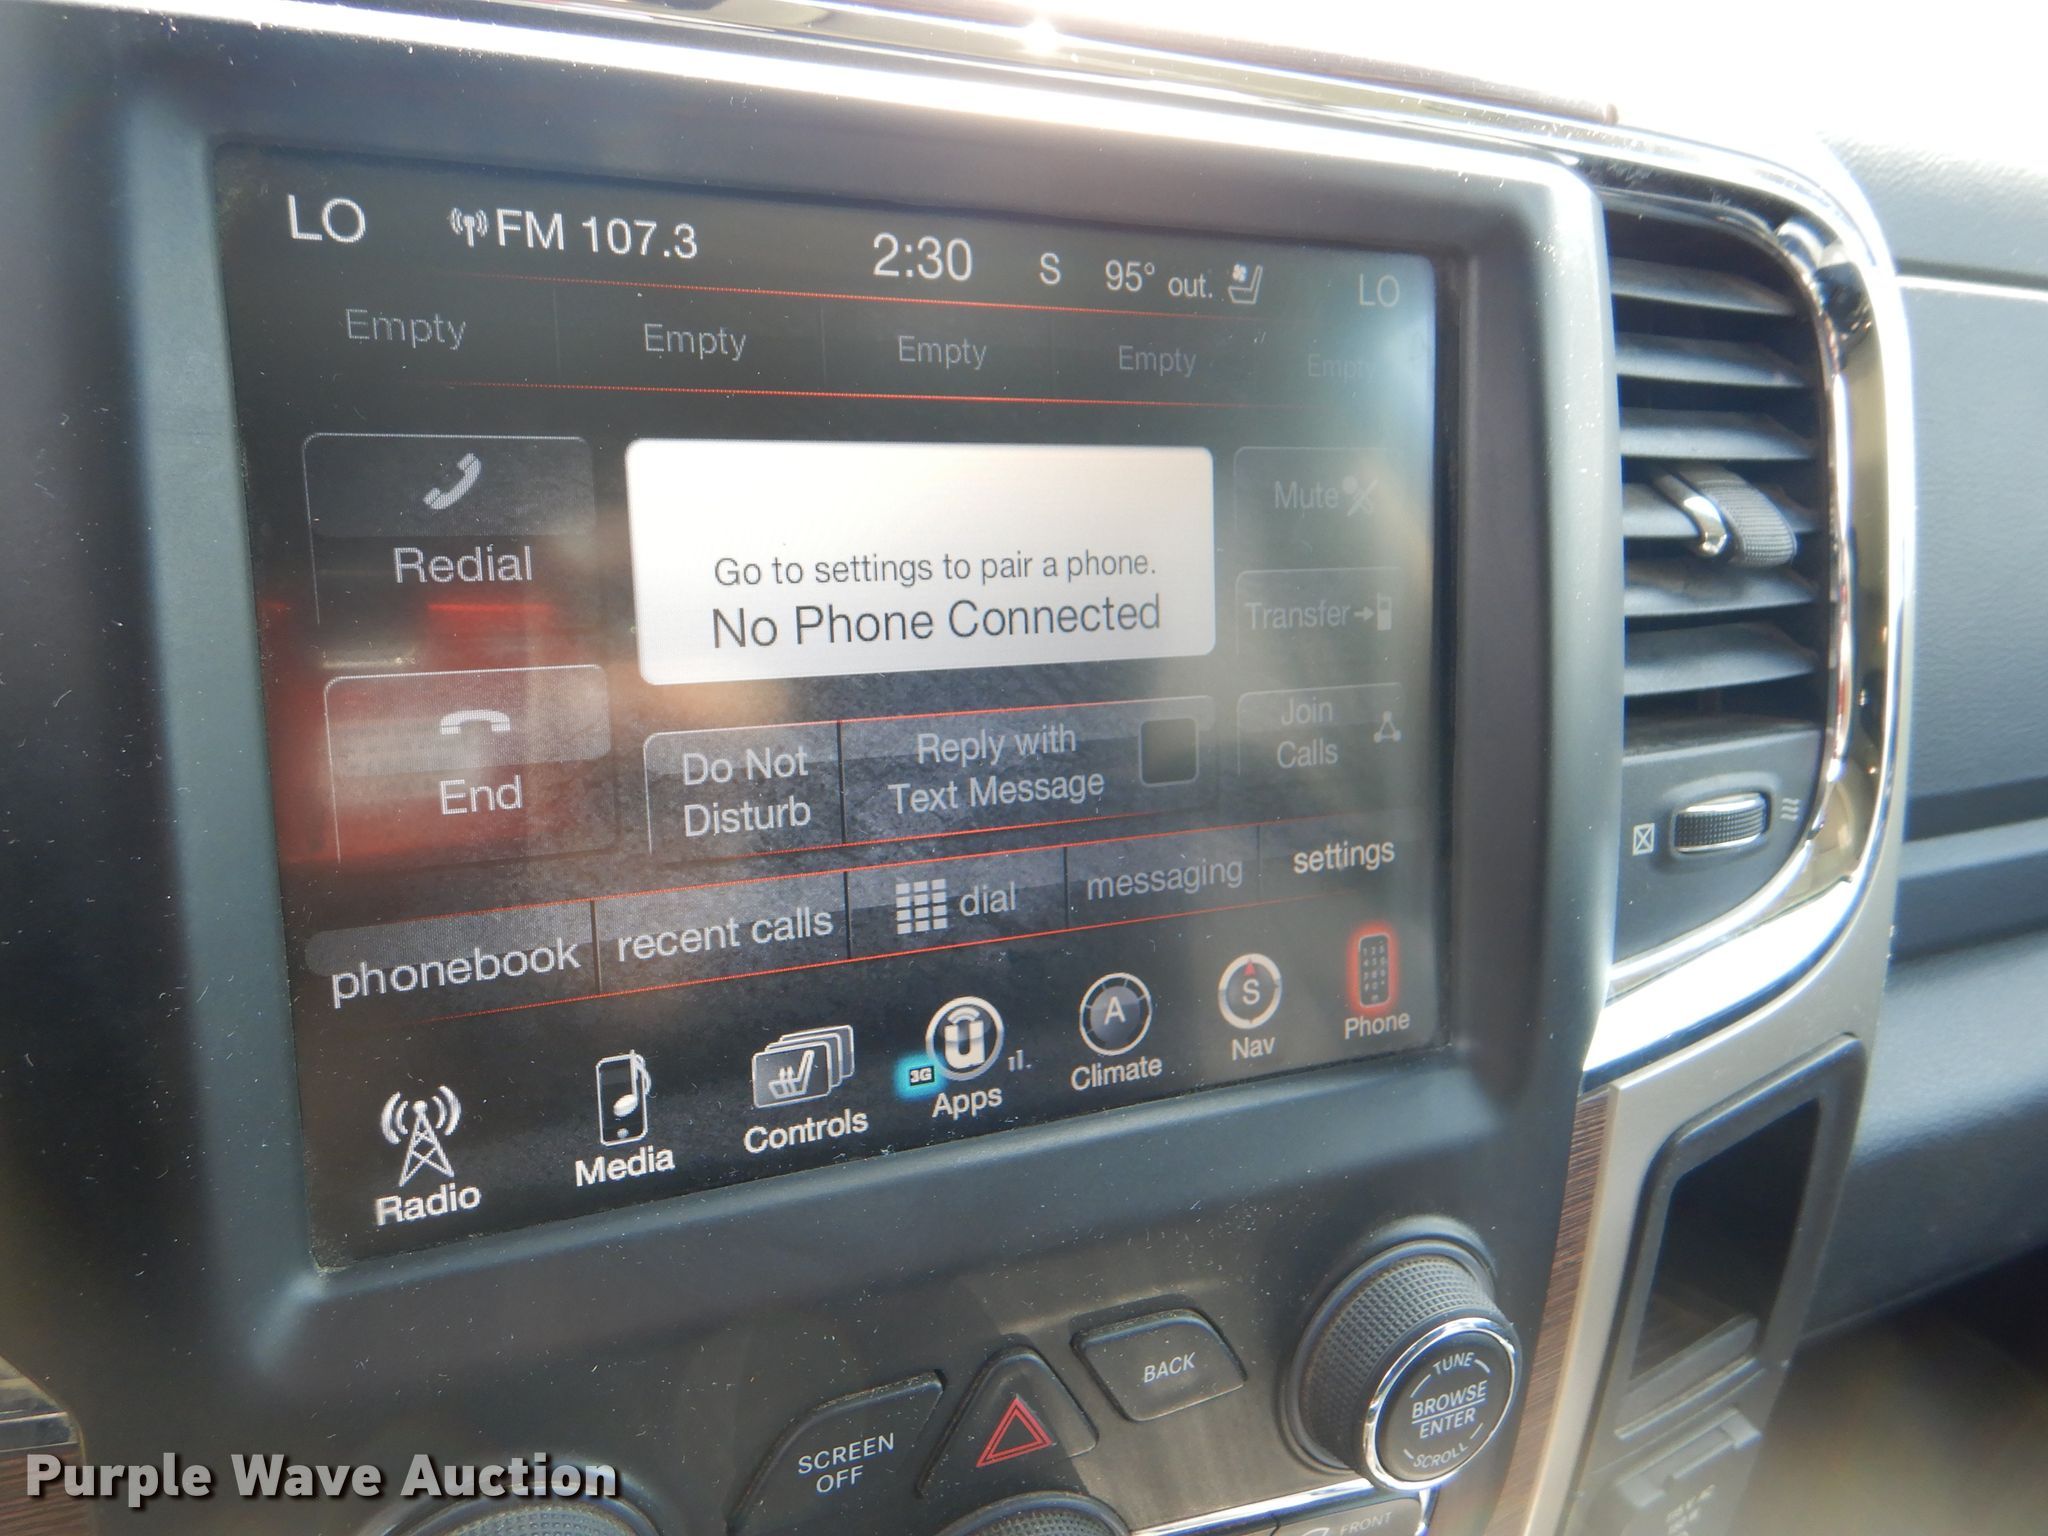 LO FM 107.3 2:30 S 95° out. LO
Empty Empty Empty Empty Empty
Redial
Go to settings to pair a phone.
No Phone Connected
Mute
Transfer
End
Do Not
Disturb
Reply with
Text Message
Join
Calls
phonebook recent calls dial messaging settings
Radio
Media
Controls
3G
Apps
A
Climate
S
Nav
Phone
SCREEN
OFF
BACK
TUNE
BROWSE
ENTER
SCROLL
FRONT
Purple Wave Auction